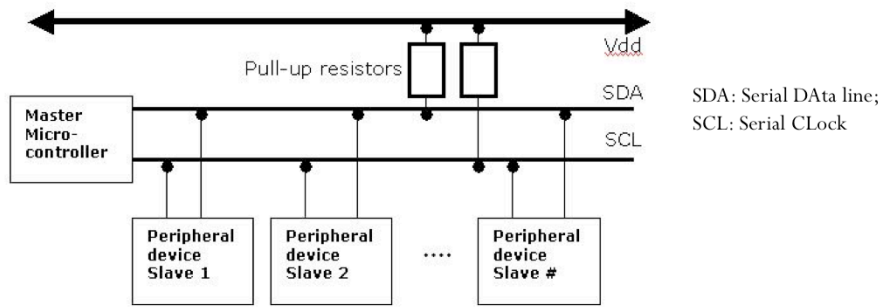 Vdd
Pull-up resistors
SDA
SDA: Serial DAta line;
SCL: Serial CLock
Master
Micro-
controller
SCL
Peripheral
device
Slave 1
Peripheral
device
Slave 2
....
Peripheral
device
Slave #